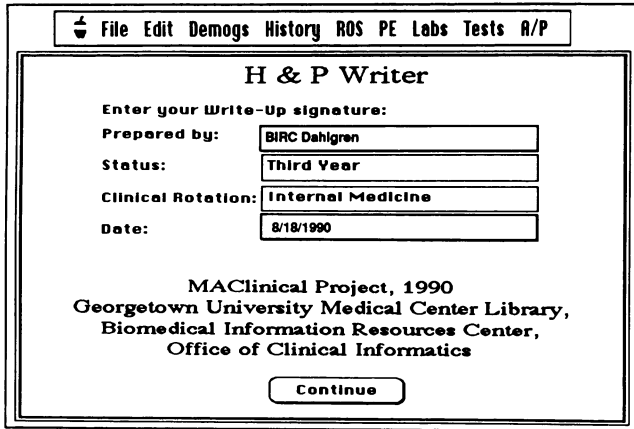 File Edit Demogs History ROS PE Labs Tests A/P
H & P Writer
Enter your Write-Up signature:
Prepared by: BIRC Dahlgren
Status: Third Year
Clinical Rotation: Internal Medicine
Date: 8/18/1990
MAClinical Project, 1990
Georgetown University Medical Center Library,
Biomedical Information Resources Center,
Office of Clinical Informatics
Continue